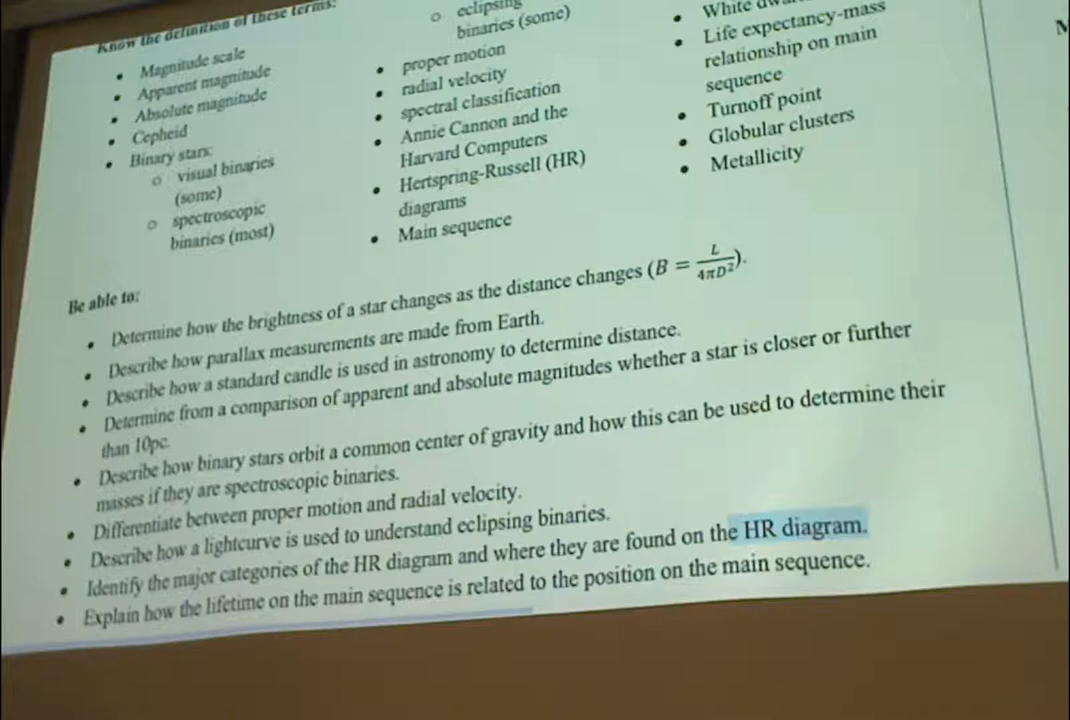 Know the definition of these terms:
• Magnitude scale
• Apparent magnitude
• Absolute magnitude
• Cepheid
• Binary stars:
o visual binaries
(some)
o spectroscopic
binaries (most)
o eclipsing
binaries (some)
• proper motion
• radial velocity
• spectral classification
• Annie Cannon and the
Harvard Computers
• Hertspring-Russell (HR)
diagrams
• Main sequence
• White
• Life expectancy-mass
relationship on main
sequence
• Turnoff point
• Globular clusters
• Metallicity
Be able to:
• Determine how the brightness of a star changes as the distance changes (B = L/4πD²).
• Describe how parallax measurements are made from Earth.
• Describe how a standard candle is used in astronomy to determine distance.
• Determine from a comparison of apparent and absolute magnitudes whether a star is closer or further
than 10pc.
• Describe how binary stars orbit a common center of gravity and how this can be used to determine their
masses if they are spectroscopic binaries.
• Differentiate between proper motion and radial velocity.
• Describe how a lightcurve is used to understand eclipsing binaries.
• Identify the major categories of the HR diagram and where they are found on the HR diagram.
• Explain how the lifetime on the main sequence is related to the position on the main sequence.